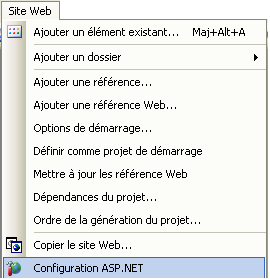 Site Web
Ajouter un élément existant... Maj+Alt+A
Ajouter un dossier
Ajouter une référence...
Ajouter une référence Web...
Options de démarrage...
Définir comme projet de démarrage
Mettre à jour les référence Web
Dépendances du projet...
Ordre de la génération du projet...
Copier le site Web...
Configuration ASP.NET